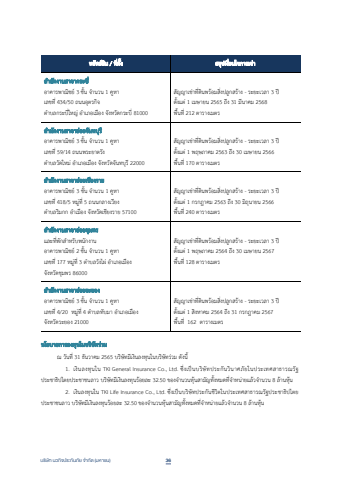 ทรัพย์สิน / ที่ตั้ง สรุปเงื่อนไขการเช่า
สำนักงานสาขากระบี่
อาคารพาณิชย์ 3 ชั้น จำนวน 1 คูหา สัญญาเช่าที่ดินพร้อมสิ่งปลูกสร้าง - ระยะเวลา 3 ปี
เลขที่ 434/50 ถนนอุตรกิจ ตั้งแต่ 1 เมษายน 2565 ถึง 31 มีนาคม 2568
ตำบลกระบี่ใหญ่ อำเภอเมือง จังหวัดกระบี่ 81000 พื้นที่ 212 ตารางเมตร
สำนักงานสาขาย่อยจันทบุรี
อาคารพาณิชย์ 3 ชั้น จำนวน 1 คูหา สัญญาเช่าที่ดินพร้อมสิ่งปลูกสร้าง - ระยะเวลา 3 ปี
เลขที่ 39/14 ถนนพระยาตรัง ตั้งแต่ 1 พฤษภาคม 2563 ถึง 30 เมษายน 2566
ตำบลวัดใหม่ อำเภอเมือง จังหวัดจันทบุรี 22000 พื้นที่ 170 ตารางเมตร
สำนักงานสาขาย่อยเชียงราย
อาคารพาณิชย์ 3 ชั้น จำนวน 1 คูหา สัญญาเช่าที่ดินพร้อมสิ่งปลูกสร้าง - ระยะเวลา 3 ปี
เลขที่ 418/5 หมู่ที่ 5 ถนนกลางเวียง ตั้งแต่ 1 กรกฎาคม 2563 ถึง 30 มิถุนายน 2566
ตำบลริมกก อำเมือง จังหวัดเชียงราย 57100 พื้นที่ 240 ตารางเมตร
สำนักงานสาขาย่อยชุมพร
และที่พักสำหรับพนักงาน สัญญาเช่าที่ดินพร้อมสิ่งปลูกสร้าง - ระยะเวลา 3 ปี
อาคารพาณิชย์ 2 ชั้น จำนวน 1 คูหา ตั้งแต่ 1 พฤษภาคม 2564 ถึง 30 เมษายน 2567
เลขที่ 177 หมู่ที่ 3 ตำบลวังไผ่ อำเภอเมือง พื้นที่ 128 ตารางเมตร
จังหวัดชุมพร 86000
สำนักงานสาขาย่อยระยอง
อาคารพาณิชย์ 3 ชั้น จำนวน 1 คูหา สัญญาเช่าที่ดินพร้อมสิ่งปลูกสร้าง - ระยะเวลา 3 ปี
เลขที่ 4/20 หมู่ที่ 4 ตำบลทับมา อำเภอเมือง ตั้งแต่ 1 สิงหาคม 2564 ถึง 31 กรกฎาคม 2567
จังหวัดระยอง 21000 พื้นที่ 162 ตารางเมตร
นโยบายการลงทุนในบริษัทร่วม
ณ วันที่ 31 ธันวาคม 2565 บริษัทมีเงินลงทุนในบริษัทร่วม ดังนี้
1. เงินลงทุนใน TKI General Insurance Co., Ltd. ซึ่งเป็นบริษัทประกันวินาศภัยในประเทศสาธารณรัฐ
ประชาธิปไตยประชาชนลาว บริษัทมีเงินลงทุนร้อยละ 32.50 ของจำนวนหุ้นสามัญทั้งหมดที่จำหน่ายแล้วจำนวน 8 ล้านหุ้น
2. เงินลงทุนใน TKI Life Insurance Co., Ltd. ซึ่งเป็นบริษัทประกันชีวิตในประเทศสาธารณรัฐประชาธิปไตย
ประชาชนลาว บริษัทมีเงินลงทุนร้อยละ 32.50 ของจำนวนหุ้นสามัญทั้งหมดที่จำหน่ายแล้วจำนวน 8 ล้านหุ้น
บริษัท นวกิจประกันภัย จำกัด (มหาชน) 36